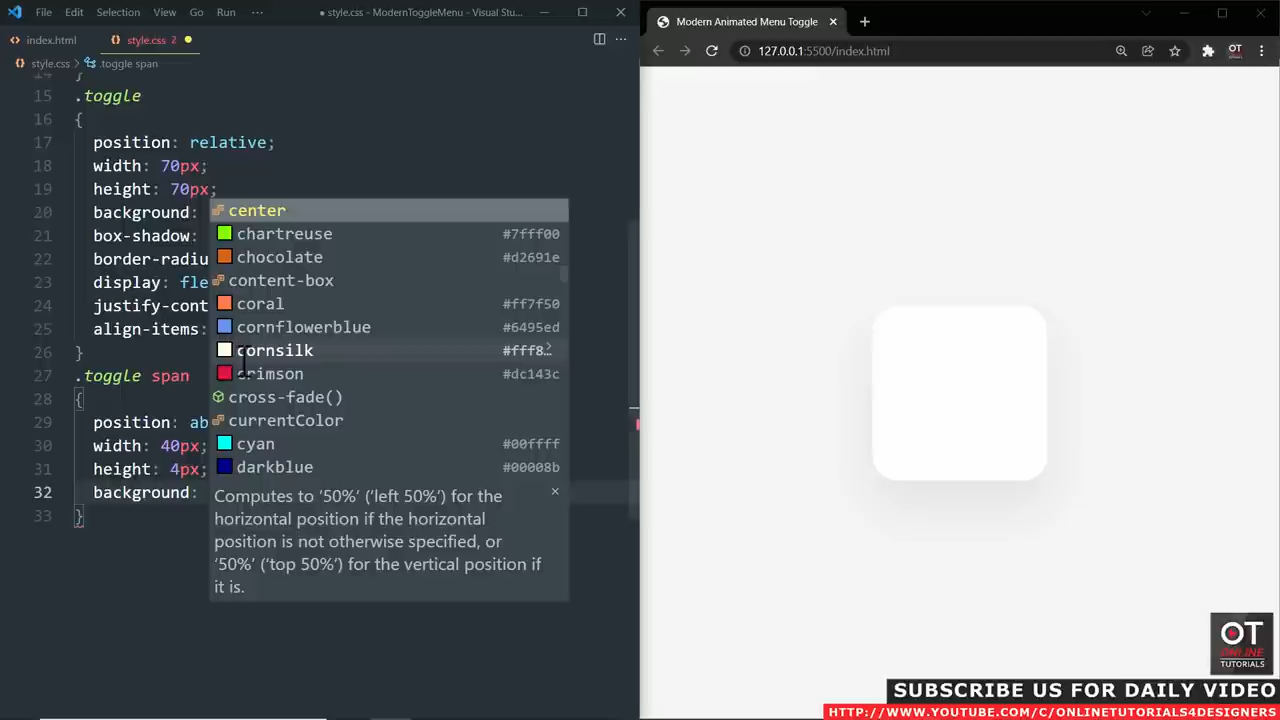 File Edit Selection View Go Run ··· ● style.css - ModernToggleMenu - Visual Stu...
index.html style.css 2
style.css > .toggle span
14 }
15 .toggle
16 {
17 position: relative;
18 width: 70px;
19 height: 70px;
20 background:
21 box-shadow:
22 border-radiu
23 display: fle
24 justify-cont
25 align-items:
26 }
27 .toggle span
28 {
29 position: ab
30 width: 40px;
31 height: 4px;
32 background:
33 }
center
chartreuse #7fff00
chocolate #d2691e
content-box
coral #ff7f50
cornflowerblue #6495ed
cornsilk #fff8…
crimson #dc143c
cross-fade()
currentColor
cyan #00ffff
darkblue #00008b
Computes to ‘50%’ (‘left 50%’) for the
horizontal position if the horizontal
position is not otherwise specified, or
‘50%’ (‘top 50%’) for the vertical position if
it is.
Modern Animated Menu Toggle
127.0.0.1:5500/index.html
OT
OT
ONLINE
TUTORIALS
SUBSCRIBE US FOR DAILY VIDEO
HTTP://WWW.YOUTUBE.COM/C/ONLINETUTORIALS4DESIGNERS